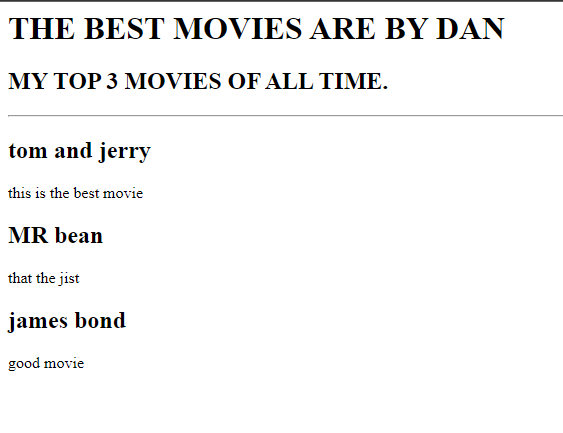 THE BEST MOVIES ARE BY DAN
MY TOP 3 MOVIES OF ALL TIME.
tom and jerry
this is the best movie
MR bean
that the jist
james bond
good movie